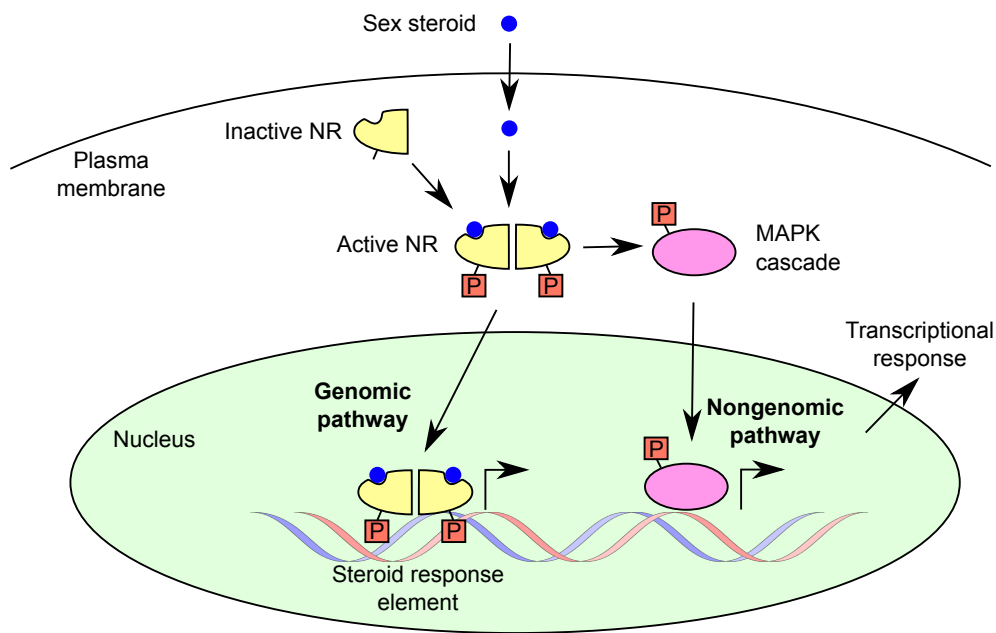 Sex steroid
Inactive NR
Plasma
membrane
Active NR
P
P
P
MAPK
cascade
Transcriptional
response
Genomic
pathway
Nongenomic
pathway
Nucleus
P
P
P
Steroid response
element